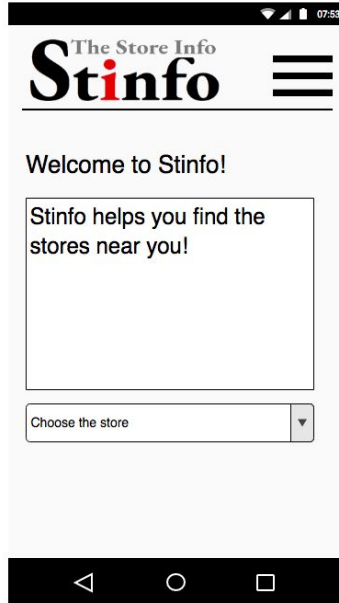 07:53
The Store Info
Stinfo
Welcome to Stinfo!
Stinfo helps you find the
stores near you!
Choose the store